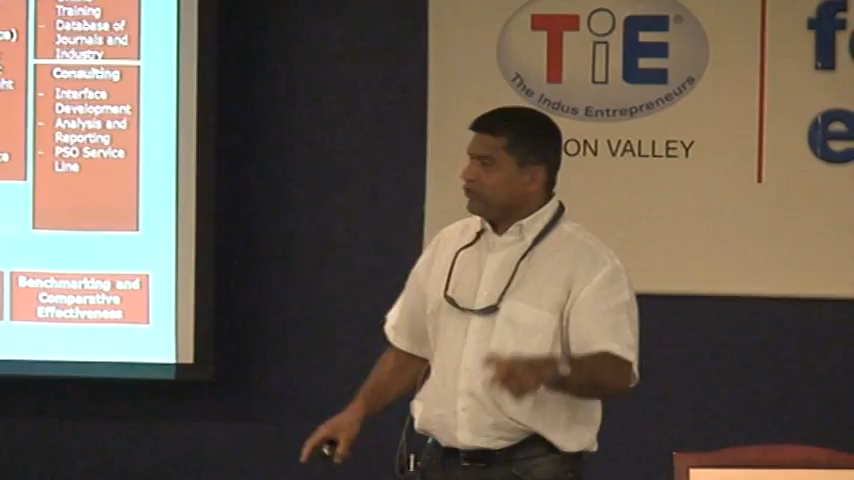 Training
- Database of
Journals and
Industry
Consulting
- Interface
Development
- Analysis and
Reporting
- PSO Service
Line
Benchmarking and
Comparative
Effectiveness
TiE
The Indus Entrepreneurs
ON VALLEY